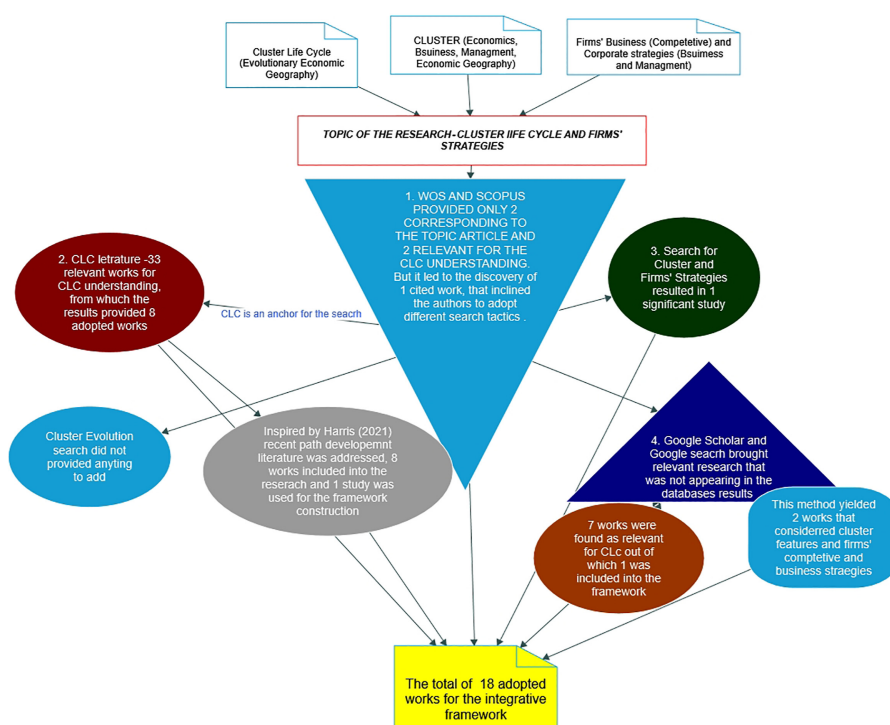 Cluster Life Cycle
(Evolutionary Economic
Geography)
CLUSTER (Economics,
Bsuiness, Managment,
Economic Geography)
Firms' Business (Competetive) and
Corporate strategies (Bsuimess
and Managment)
TOPIC OF THE RESEARCH- CLUSTER lIFE CYCLE AND FIRMS'
STRATEGIES
1. WOS AND SCOPUS
PROVIDED ONLY 2
CORRESPONDING TO
THE TOPIC ARTICLE AND
2 RELEVANT FOR THE
CLC UNDERSTANDING.
But it led to the discovery of
1 cited work, that inclined
the authors to adopt
different search tactics .
2. CLC letrature -33
relevant works for
CLC understanding,
from which the
results provided 8
adopted works
3. Search for
Cluster and
Firms' Strategies
resulted in 1
significant study
CLC is an anchor for the seacrh
Cluster Evolution
search did not
provided anyting
to add
Inspired by Harris (2021)
recent path developemnt
literature was addressed, 8
works included into the
reserach and 1 study was
used for the framework
construction
4. Google Scholar and
Google seacrh brought
relevant research that
was not appearing in the
databases results
7 works were
found as relevant
for CLc out of
which 1 was
included into the
framework
This method yielded
2 works that
considerred cluster
features and firms'
comptetive and
business straegies
The total of 18 adopted
works for the integrative
framework